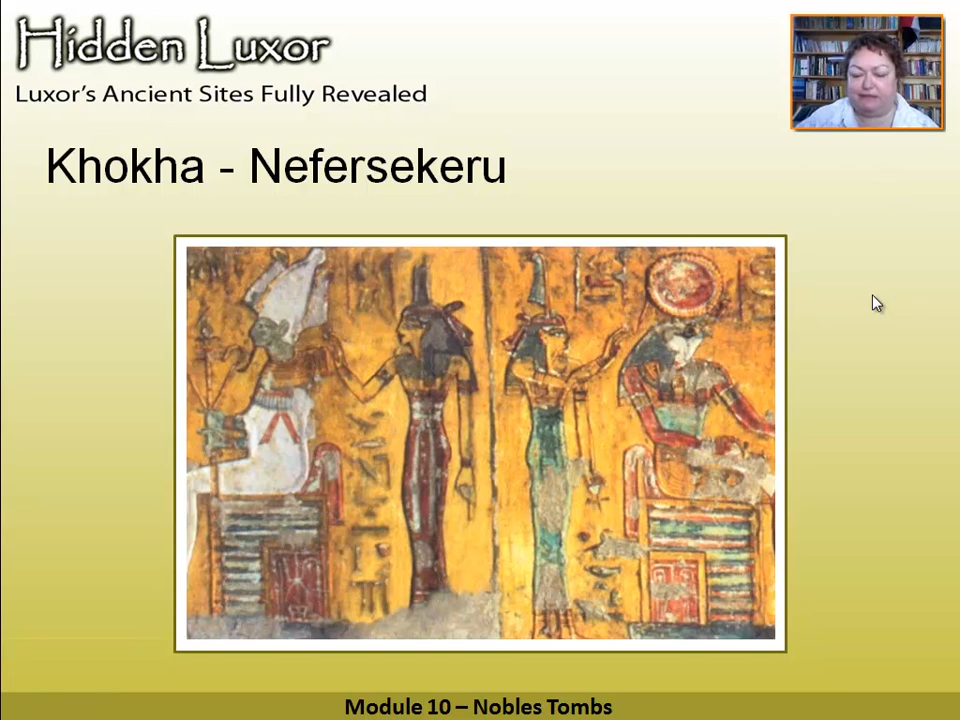 Hidden Luxor
Luxor's Ancient Sites Fully Revealed
Khokha - Nefersekeru
Module 10 – Nobles Tombs